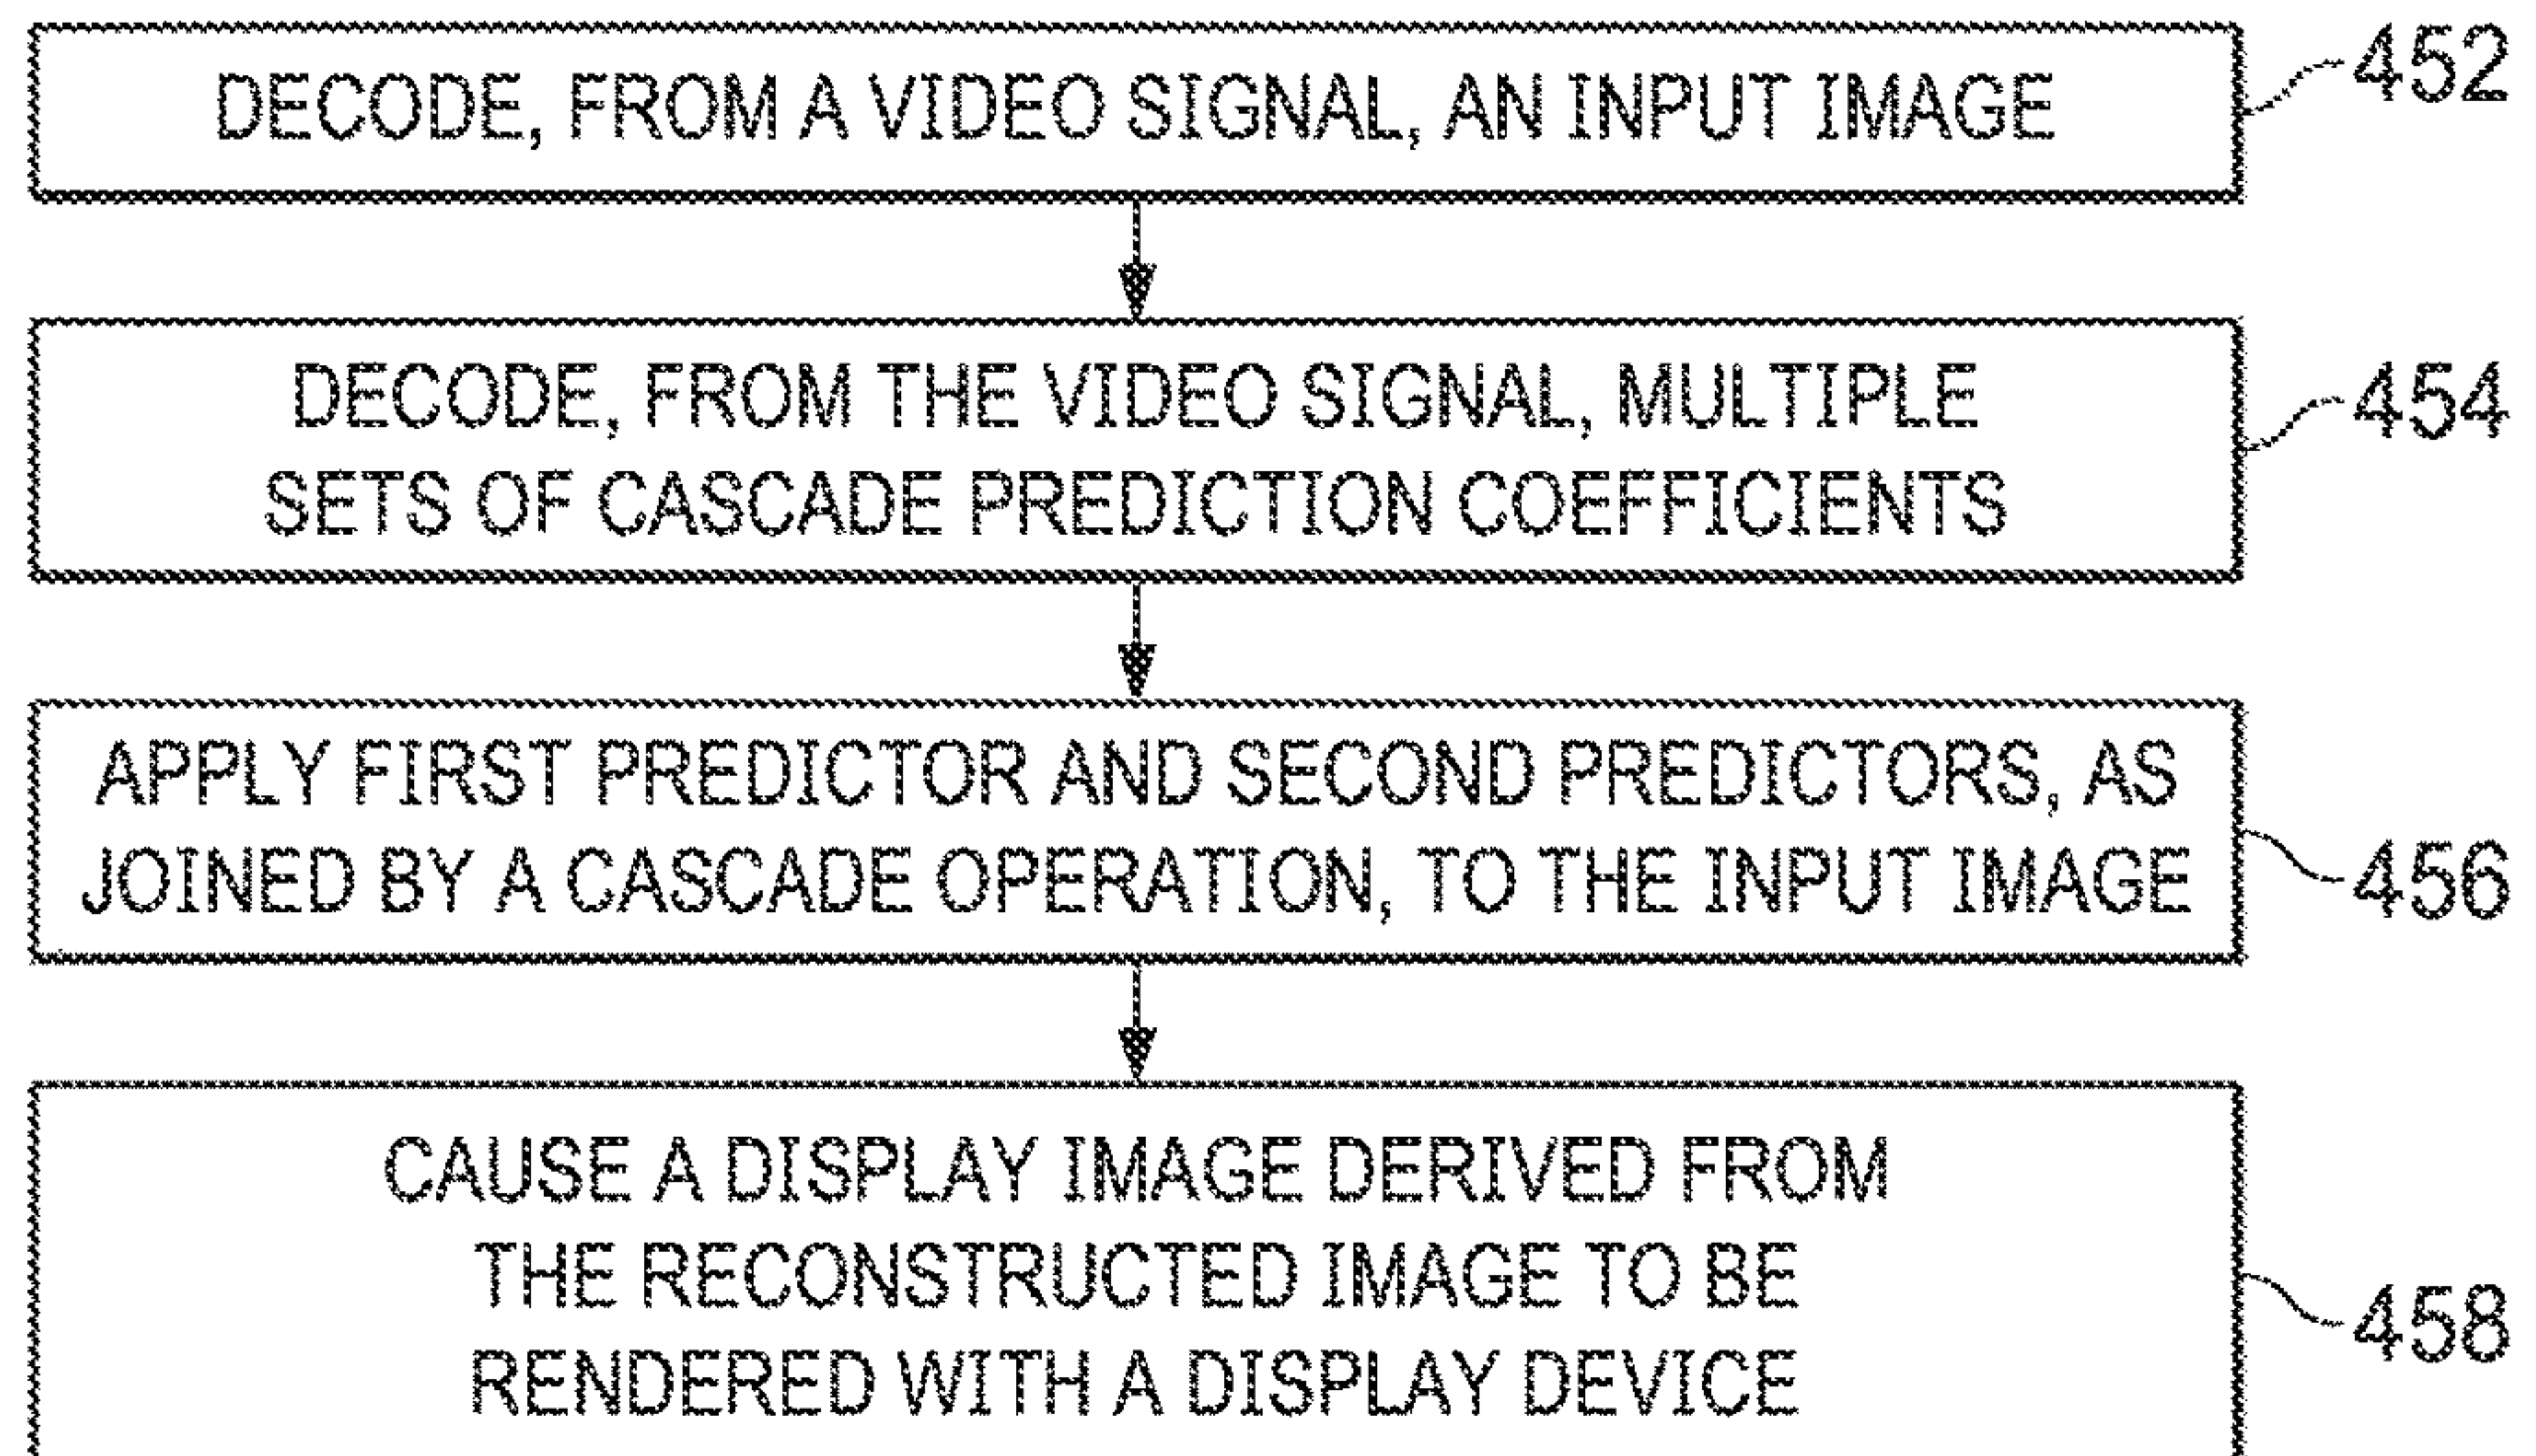 DECODE, FROM A VIDEO SIGNAL, AN INPUT IMAGE
452
DECODE, FROM THE VIDEO SIGNAL, MULTIPLE
SETS OF CASCADE PREDICTION COEFFICIENTS
454
APPLY FIRST PREDICTOR AND SECOND PREDICTORS, AS
JOINED BY A CASCADE OPERATION, TO THE INPUT IMAGE
456
CAUSE A DISPLAY IMAGE DERIVED FROM
THE RECONSTRUCTED IMAGE TO BE
RENDERED WITH A DISPLAY DEVICE
458